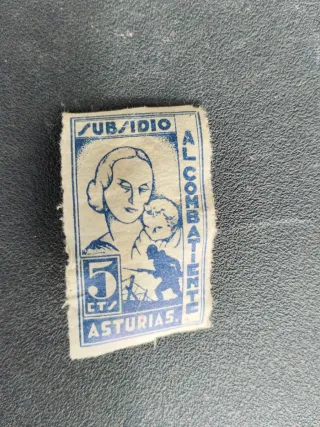 SUBSIDIO
AL COMBATIENTE
5
CTS
ASTURIAS.